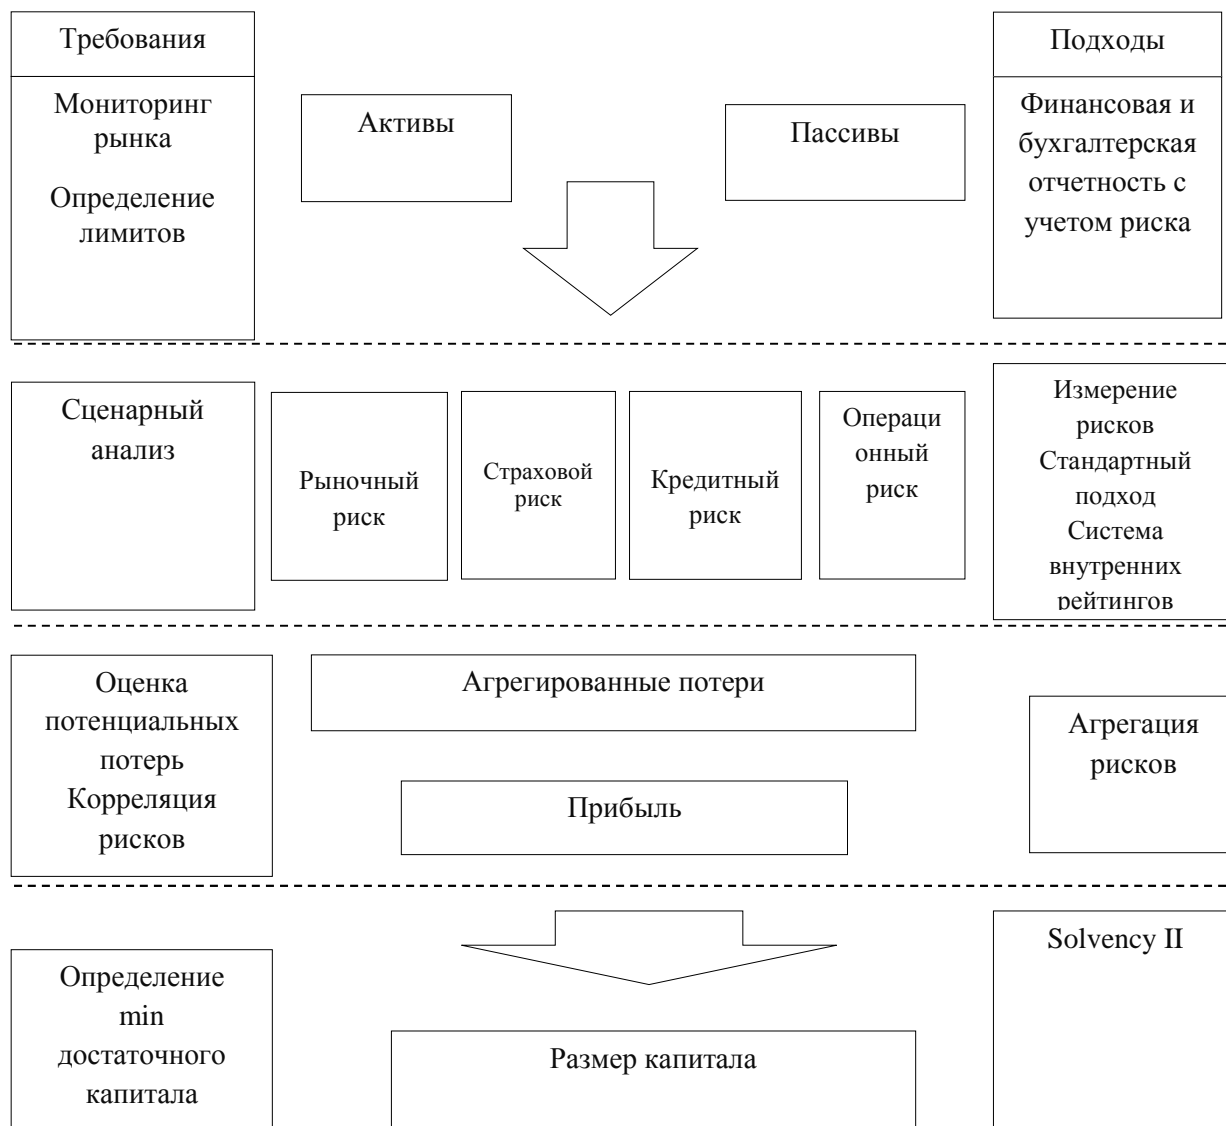 Требования
Мониторинг
рынка
Определение
лимитов
Активы
Пассивы
Подходы
Финансовая и
бухгалтерская
отчетность с
учетом риска
Сценарный
анализ
Рыночный
риск
Страховой
риск
Кредитный
риск
Операци
онный
риск
Измерение
рисков
Стандартный
подход
Система
внутренних
рейтингов
Оценка
потенциальных
потерь
Корреляция
рисков
Агрегированные потери
Прибыль
Агрегация
рисков
Определение
min
достаточного
капитала
Размер капитала
Solvency II